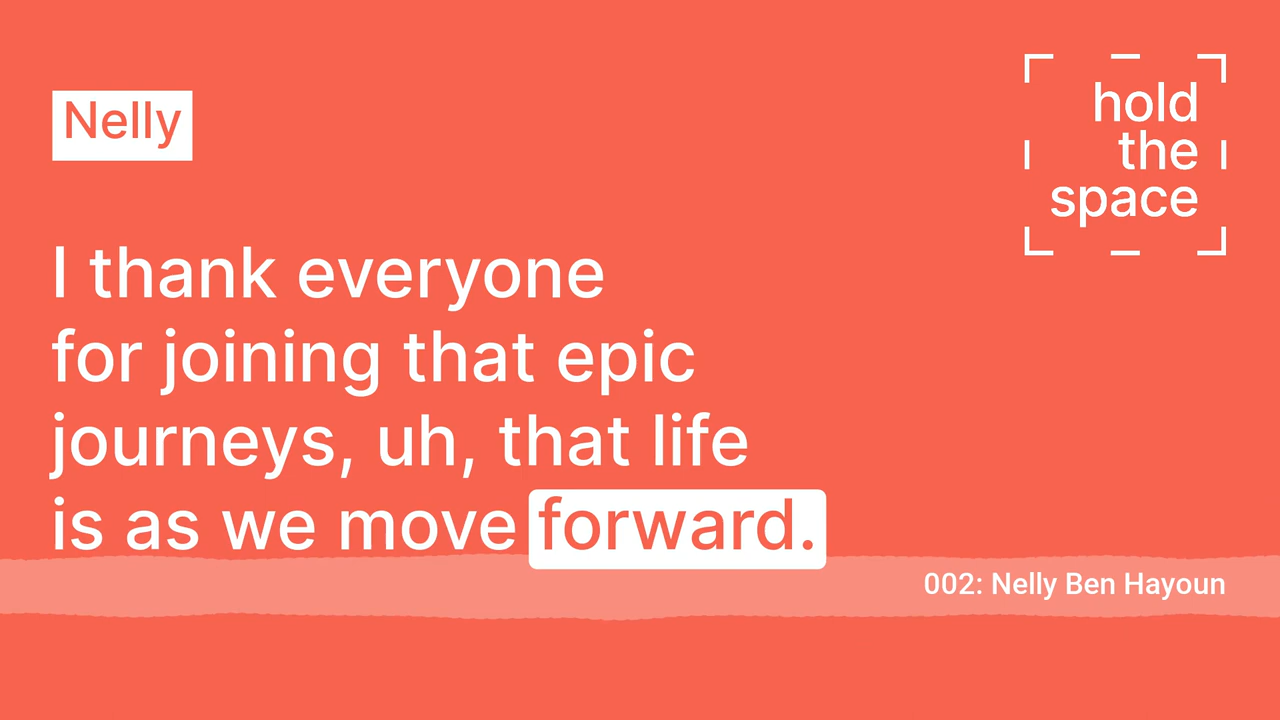 Nelly
hold
the
space
I thank everyone
for joining that epic
journeys, uh, that life
is as we move forward.
002: Nelly Ben Hayoun